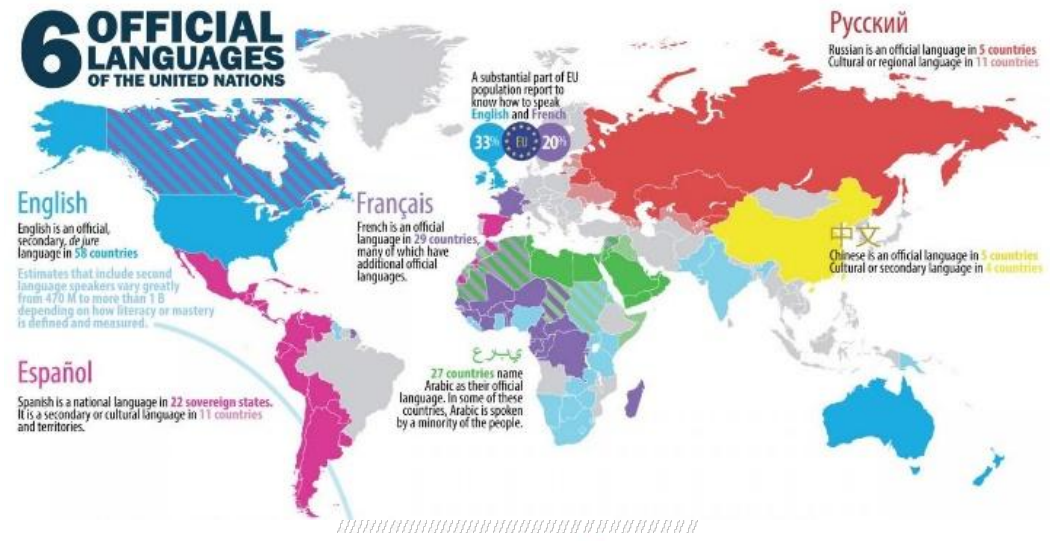 6 OFFICIAL
LANGUAGES
OF THE UNITED NATIONS
Русский
Russian is an official language in 5 countries
Cultural or regional language in 11 countries
A substantial part of EU
population report to
know how to speak
English and French
33% EU 20%
English
English is an official,
secondary, de jure
language in 58 countries
Estimates that include second
language speakers vary greatly
from 470 M to more than 1 B
depending on how literacy or mastery
is defined and measured.
Français
French is an official
language in 29 countries,
many of which have
additional official
languages.
中文
Chinese is an official language in 5 countries
Cultural or secondary language in 4 countries
ي ب ر ع
27 countries name
Arabic as their official
language. In some of these
countries, Arabic is spoken
by a minority of the people.
Español
Spanish is a national language in 22 sovereign states.
It is a secondary or cultural language in 11 countries
and territories.